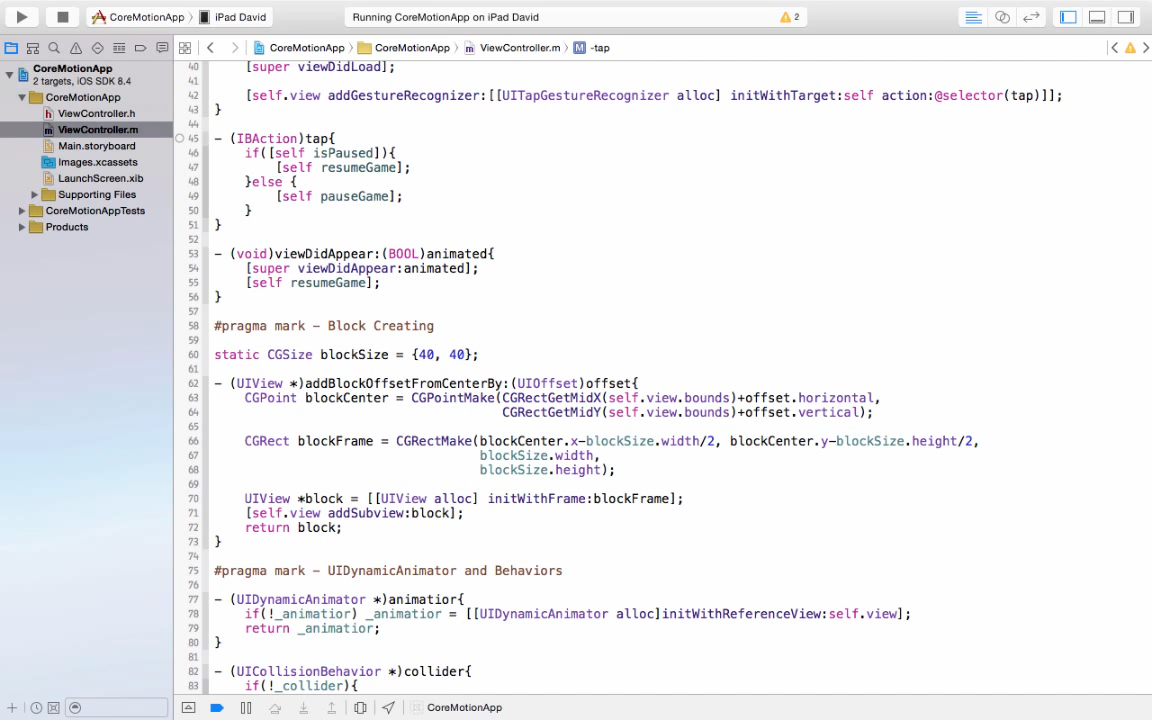 CoreMotionApp iPad David
Running CoreMotionApp on iPad David
2
CoreMotionApp CoreMotionApp ViewController.m -tap
CoreMotionApp
2 targets, iOS SDK 8.4
CoreMotionApp
ViewController.h
ViewController.m
Main.storyboard
Images.xcassets
LaunchScreen.xib
Supporting Files
CoreMotionAppTests
Products
40 [super viewDidLoad];
41
42 [self.view addGestureRecognizer:[[UITapGestureRecognizer alloc] initWithTarget:self action:@selector(tap)]];
43 }
44
45 - (IBAction)tap{
46 if([self isPaused]){
47 [self resumeGame];
48 }else {
49 [self pauseGame];
50 }
51 }
52
53 - (void)viewDidAppear:(BOOL)animated{
54 [super viewDidAppear:animated];
55 [self resumeGame];
56 }
57
58 #pragma mark - Block Creating
59
60 static CGSize blockSize = {40, 40};
61
62 - (UIView *)addBlockOffsetFromCenterBy:(UIOffset)offset{
63 CGPoint blockCenter = CGPointMake(CGRectGetMidX(self.view.bounds)+offset.horizontal,
64 CGRectGetMidY(self.view.bounds)+offset.vertical);
65
66 CGRect blockFrame = CGRectMake(blockCenter.x-blockSize.width/2, blockCenter.y-blockSize.height/2,
67 blockSize.width,
68 blockSize.height);
69
70 UIView *block = [[UIView alloc] initWithFrame:blockFrame];
71 [self.view addSubview:block];
72 return block;
73 }
74
75 #pragma mark - UIDynamicAnimator and Behaviors
76
77 - (UIDynamicAnimator *)animatior{
78 if(!_animatior) _animatior = [[UIDynamicAnimator alloc]initWithReferenceView:self.view];
79 return _animatior;
80 }
81
82 - (UICollisionBehavior *)collider{
83 if(!_collider){
CoreMotionApp